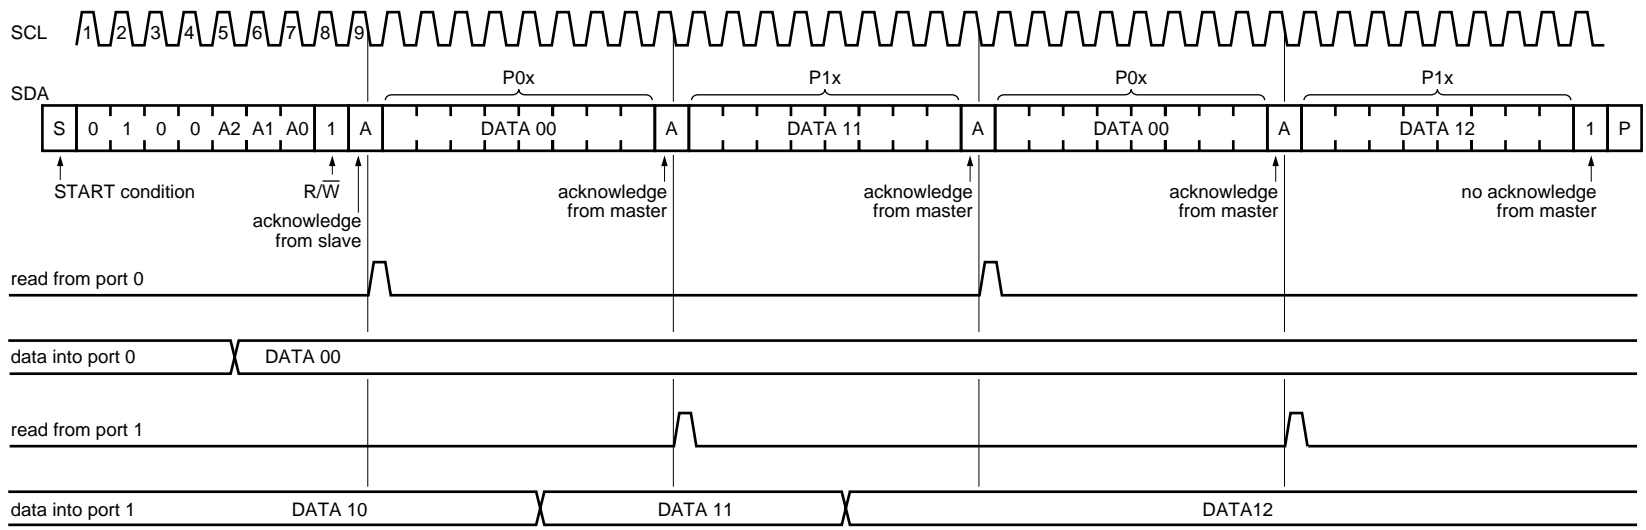 SCL 1 2 3 4 5 6 7 8 9
P0x P1x P0x P1x
SDA
S 0 1 0 0 A2 A1 A0 1 A DATA 00 A DATA 11 A DATA 00 A DATA 12 1 P
START condition R/W̅ acknowledge acknowledge acknowledge no acknowledge
from master from master from master from master
acknowledge
from slave
read from port 0
data into port 0 DATA 00
read from port 1
data into port 1 DATA 10 DATA 11 DATA12